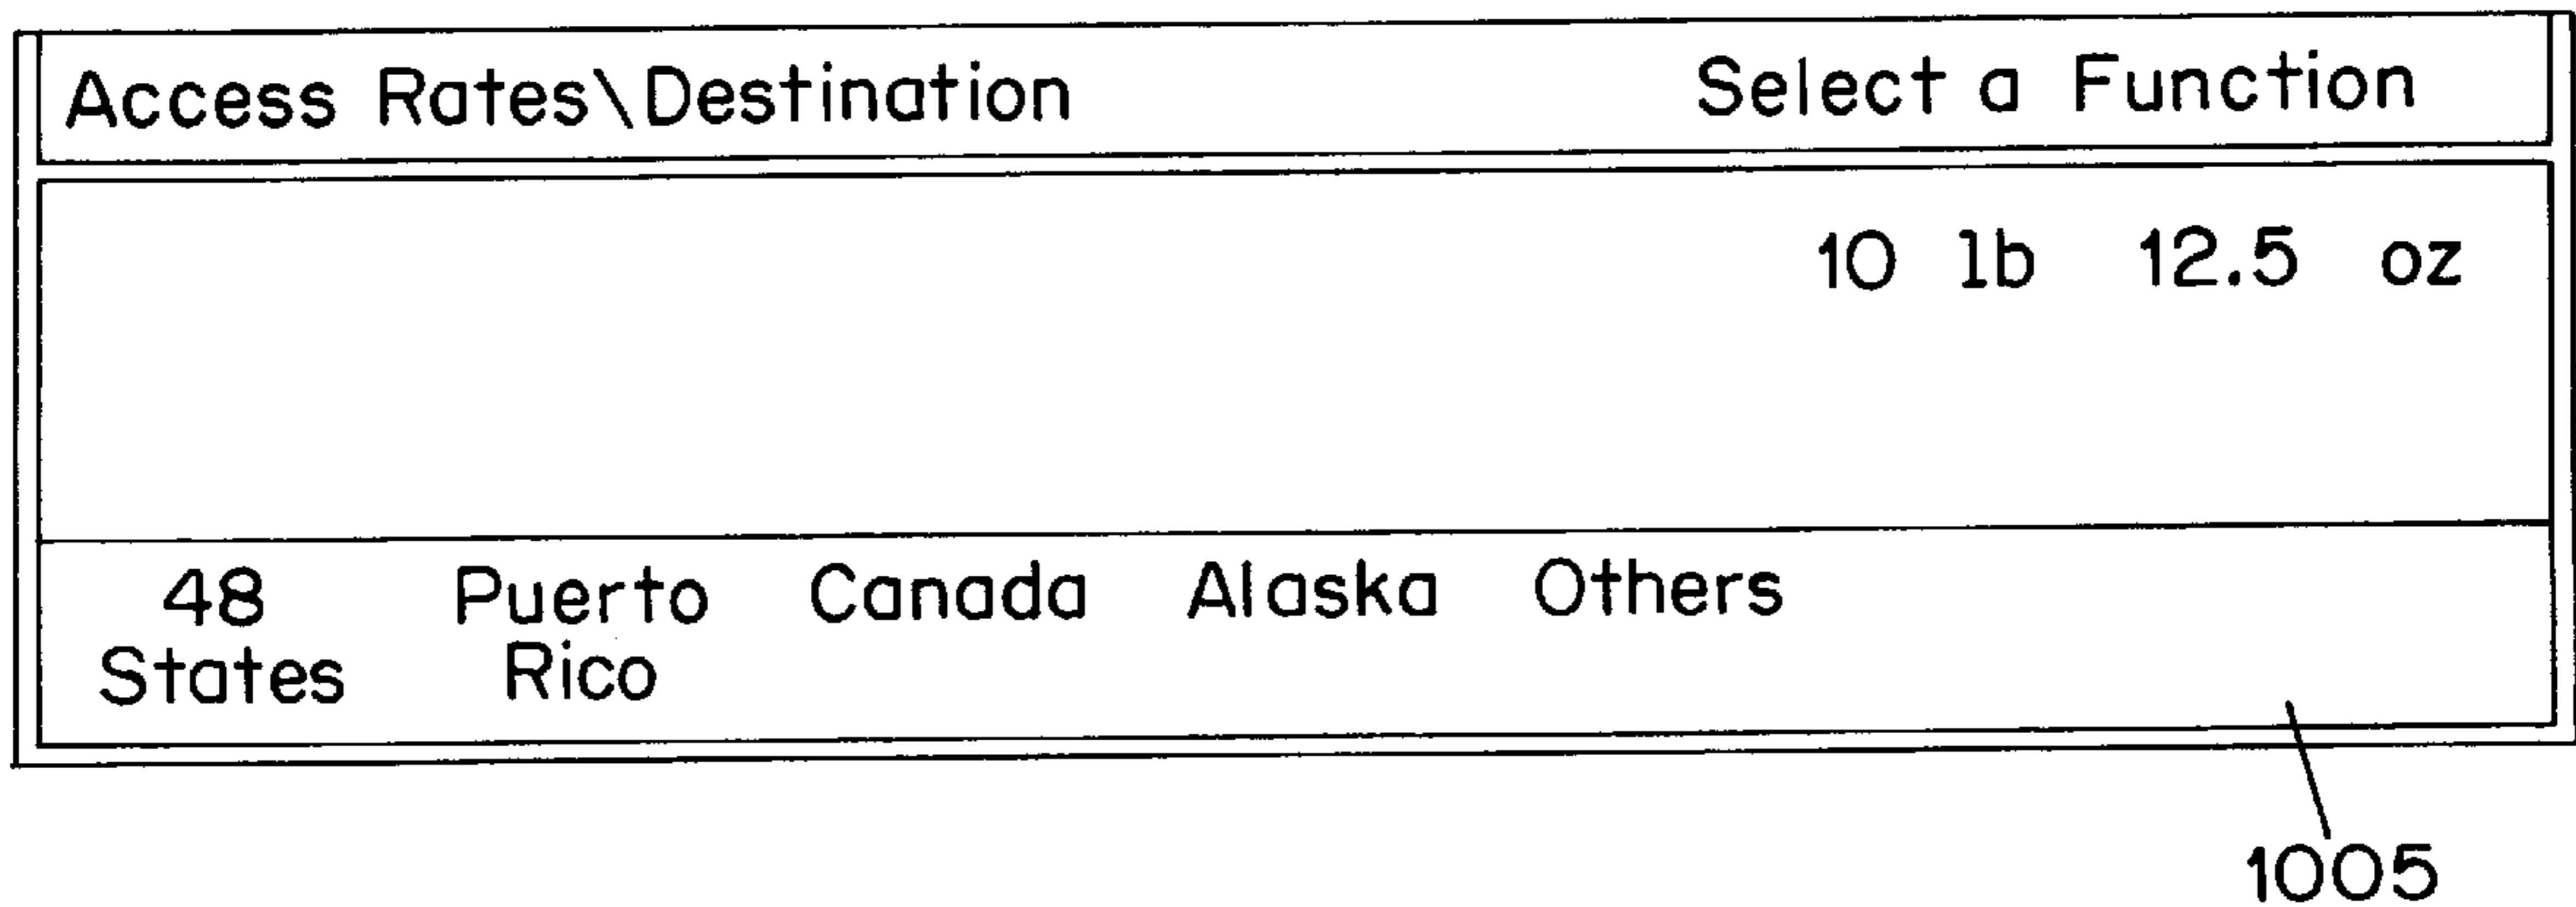 Access Rates\Destination Select a Function
10 lb 12.5 oz
48 Puerto Canada Alaska Others
States Rico
1005